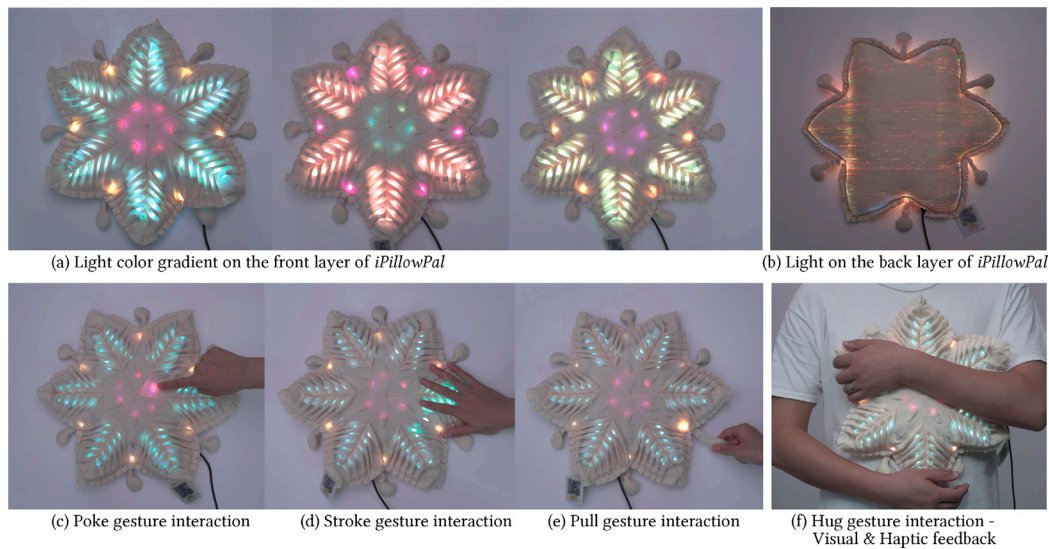 (a) Light color gradient on the front layer of iPillowPal
(b) Light on the back layer of iPillowPal
(c) Poke gesture interaction
(d) Stroke gesture interaction
(e) Pull gesture interaction
(f) Hug gesture interaction -
Visual & Haptic feedback